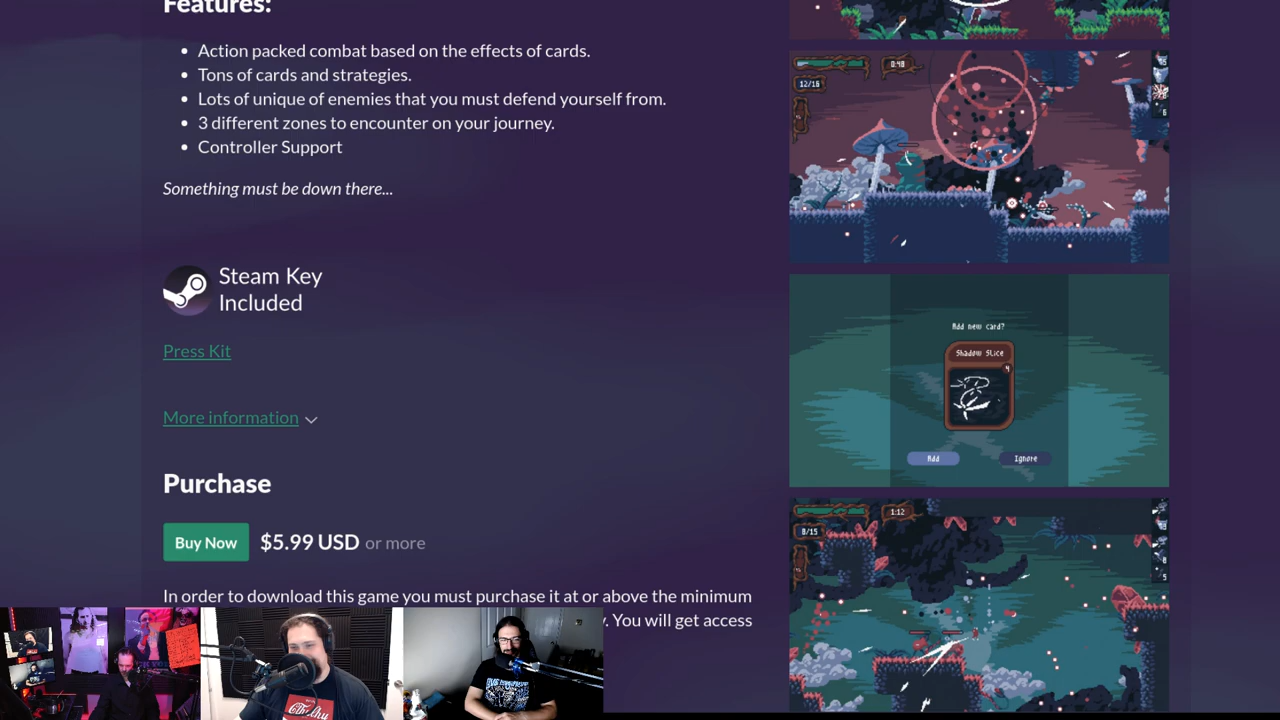 Features:
Action packed combat based on the effects of cards.
Tons of cards and strategies.
Lots of unique of enemies that you must defend yourself from.
3 different zones to encounter on your journey.
Controller Support
Something must be down there...
Steam Key
Included
Press Kit
More information
Purchase
Buy Now $5.99 USD or more
In order to download this game you must purchase it at or above the minimum
. You will get access
0:48
12/16
Add new card?
Shadow Slice
4
Add Ignore
1:12
8/15
5
Cthulhu